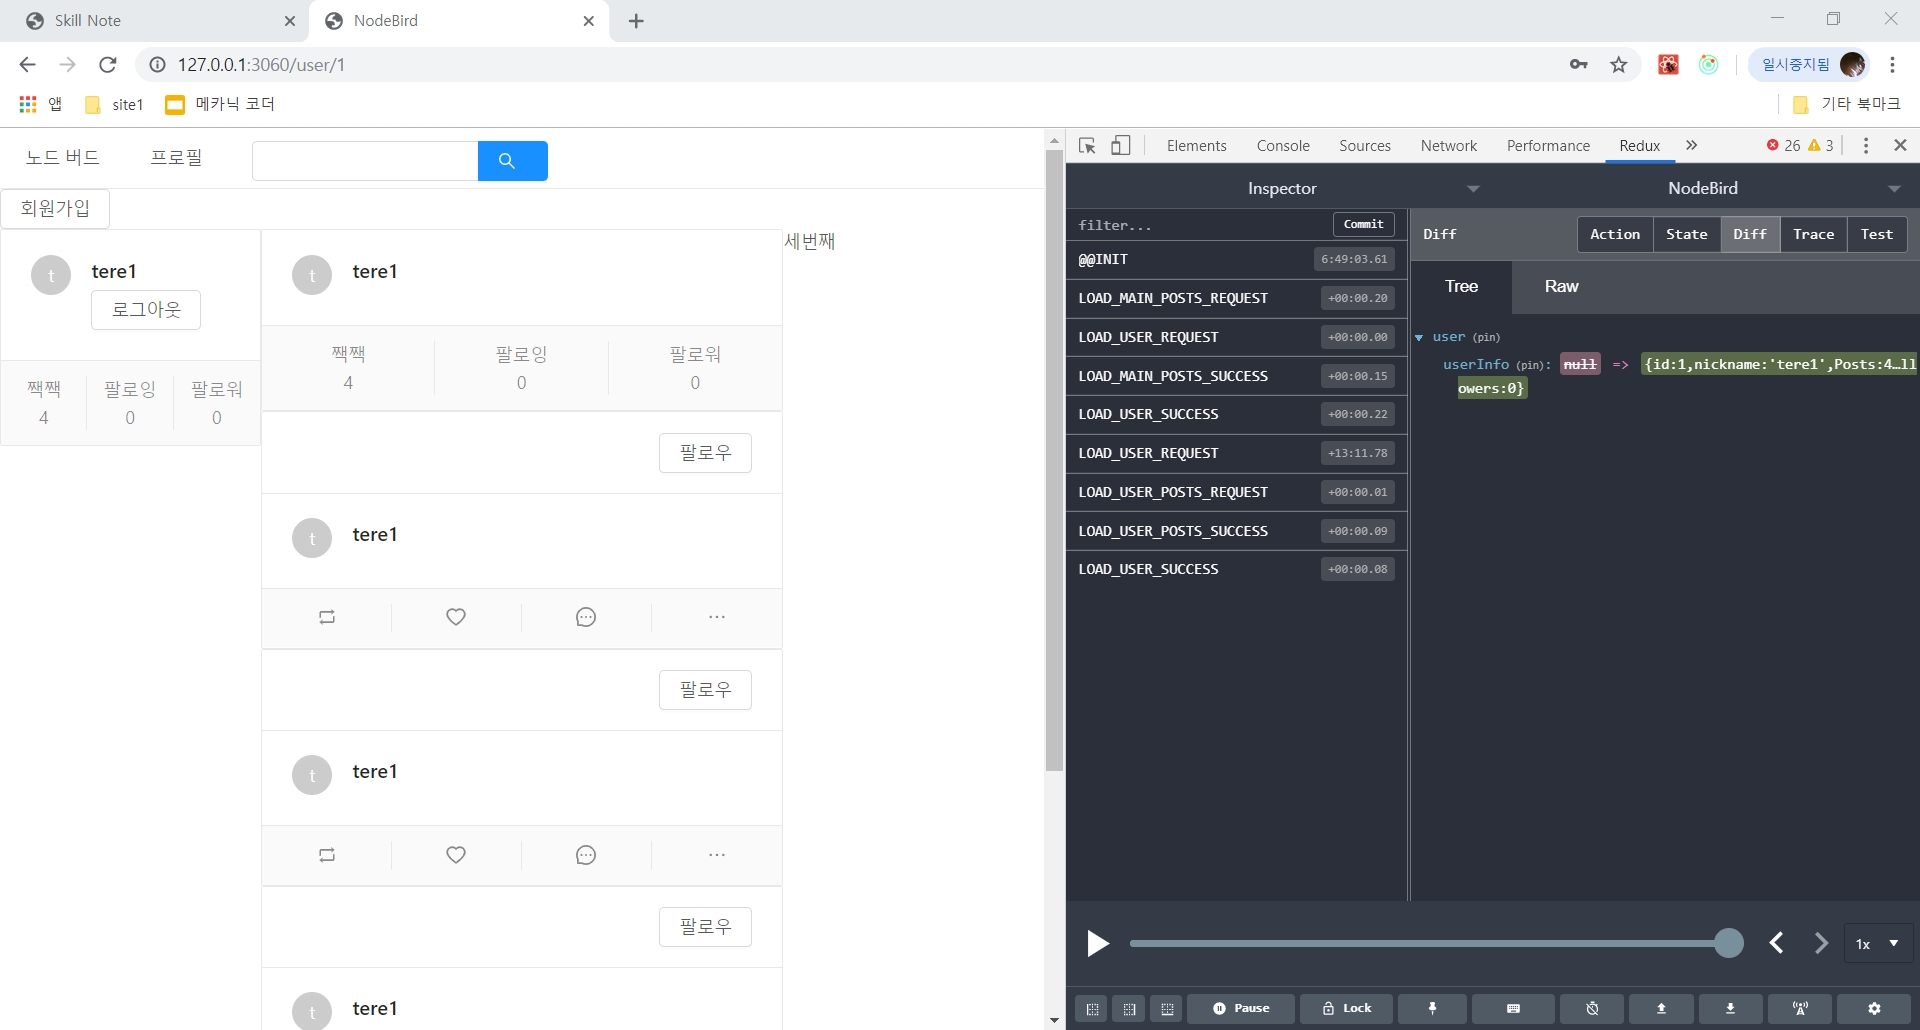 Skill Note
NodeBird
127.0.0.1:3060/user/1
일시중지됨
앱
site1
메카닉 코더
기타 북마크
노드 버드
프로필
회원가입
t
tere1
로그아웃
짹짹
팔로잉
팔로워
4
0
0
t
tere1
짹짹
팔로잉
팔로워
4
0
0
팔로우
t
tere1
팔로우
t
tere1
팔로우
t
tere1
세번째
Elements
Console
Sources
Network
Performance
Redux
26
3
Inspector
NodeBird
filter...
Commit
@@INIT 6:49:03.61
LOAD_MAIN_POSTS_REQUEST +00:00.20
LOAD_USER_REQUEST +00:00.00
LOAD_MAIN_POSTS_SUCCESS +00:00.15
LOAD_USER_SUCCESS +00:00.22
LOAD_USER_REQUEST +13:11.78
LOAD_USER_POSTS_REQUEST +00:00.01
LOAD_USER_POSTS_SUCCESS +00:00.09
LOAD_USER_SUCCESS +00:00.08
Diff
Action
State
Diff
Trace
Test
Tree
Raw
user (pin)
userInfo (pin): null => {id:1,nickname:'tere1',Posts:4…ll
owers:0}
1x
Pause
Lock